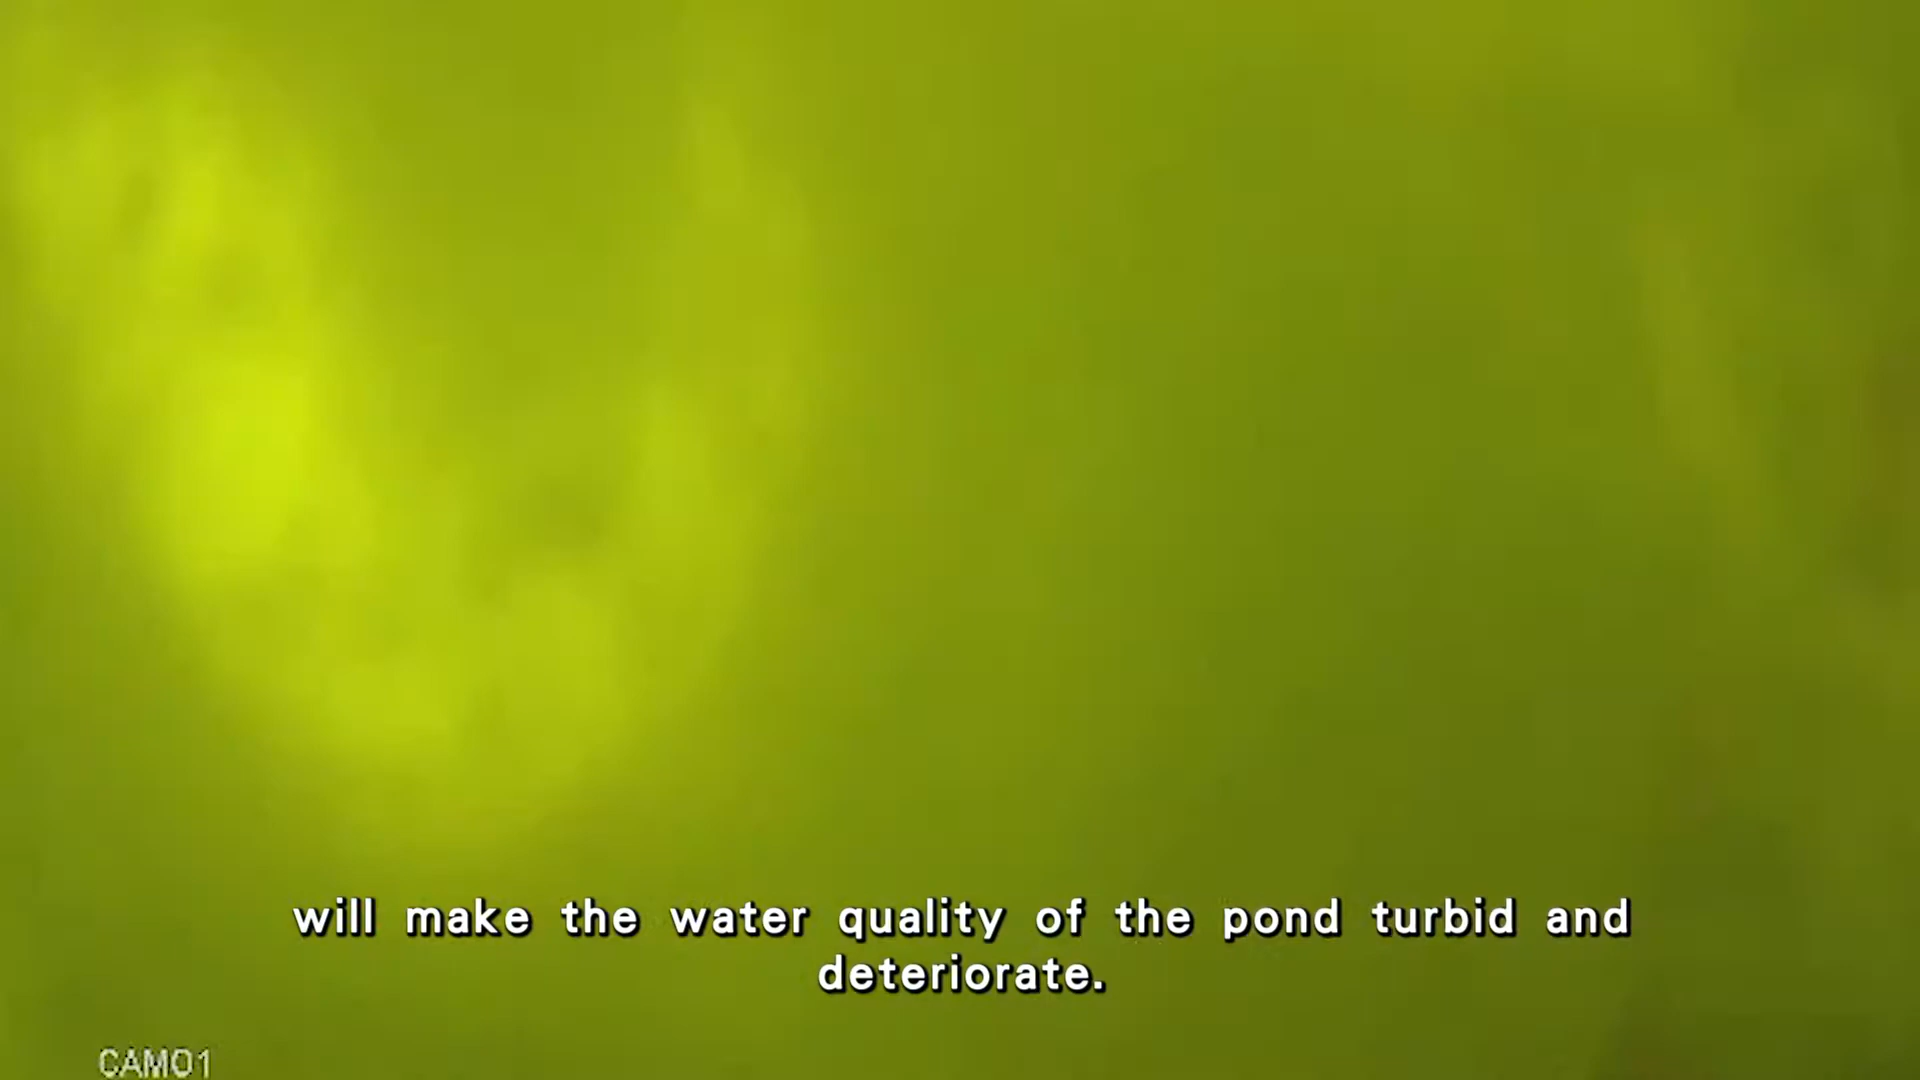 will make the water quality of the pond turbid and
deteriorate.
CAM01